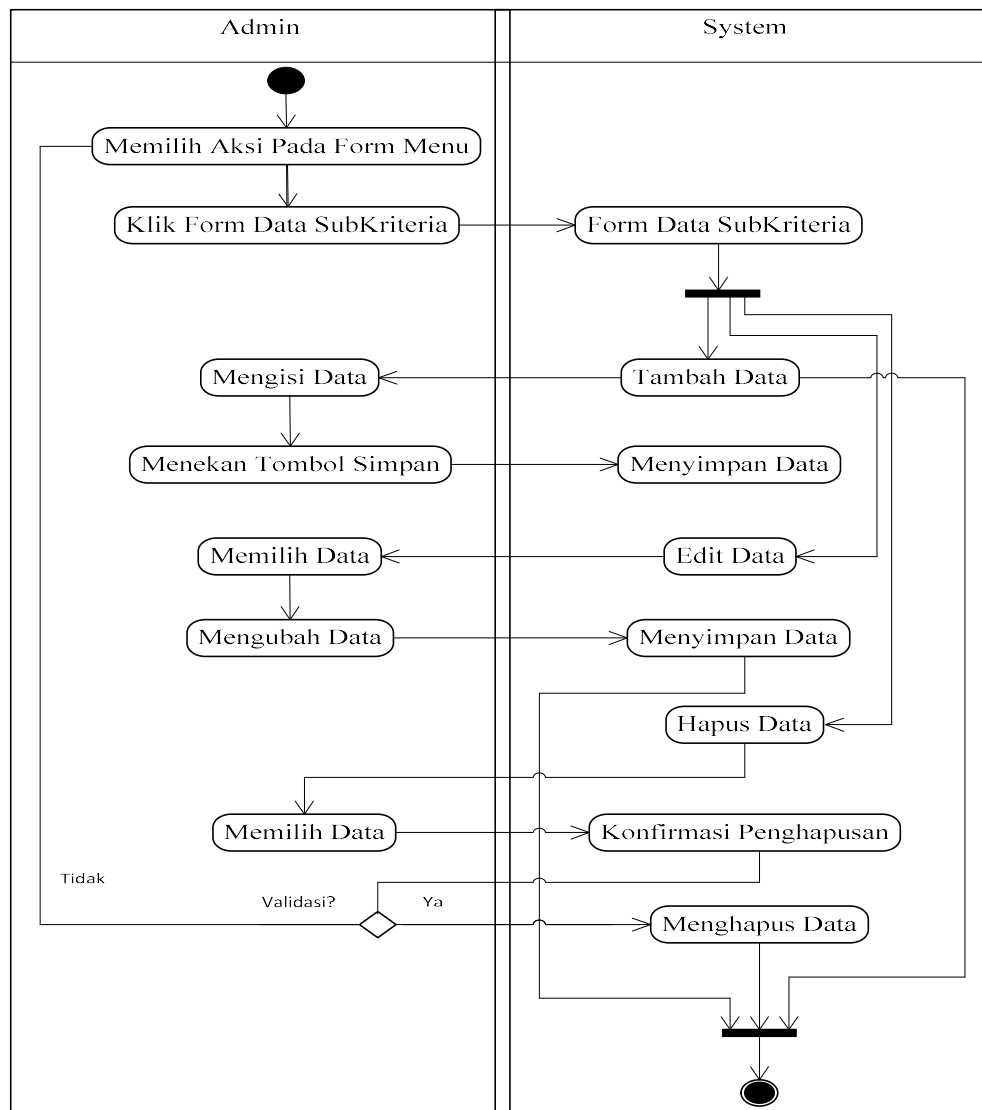 Admin
System
Memilih Aksi Pada Form Menu
Klik Form Data SubKriteria
Form Data SubKriteria
Mengisi Data
Tambah Data
Menekan Tombol Simpan
Menyimpan Data
Memilih Data
Edit Data
Mengubah Data
Menyimpan Data
Hapus Data
Memilih Data
Konfirmasi Penghapusan
Tidak
Validasi?
Ya
Menghapus Data